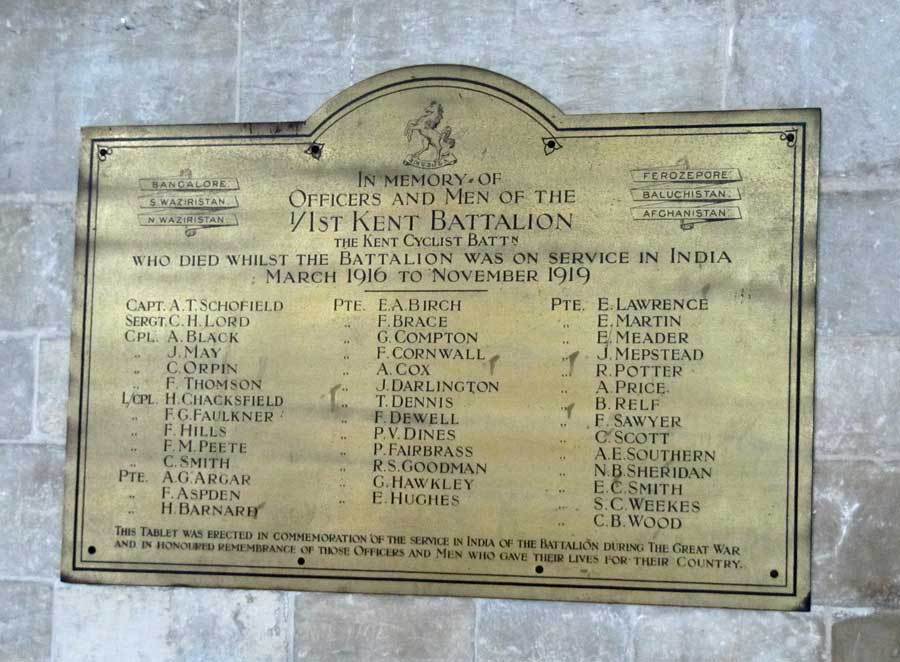 INVICTA
BANGALORE
S. WAZIRISTAN.
N. WAZIRISTAN.
FEROZEPORE
BALUCHISTAN.
AFGHANISTAN.
IN MEMORY OF
OFFICERS AND MEN OF THE
1/1ST KENT BATTALION
THE KENT CYCLIST BATTN
WHO DIED WHILST THE BATTALION WAS ON SERVICE IN INDIA
MARCH 1916 TO NOVEMBER 1919
CAPT. A.T. SCHOFIELD
SERGT. C.H. LORD
CPL. A. BLACK
„ J. MAY
„ C. ORPIN
„ F. THOMSON
L/CPL. H. CHACKSFIELD
„ F.G. FAULKNER
„ F. HILLS
„ F.M. PEETE
„ C. SMITH
PTE. A.G. ARGAR
„ F. ASPDEN
„ H. BARNARD
PTE. E.A. BIRCH
„ F. BRACE
„ G. COMPTON
„ F. CORNWALL
„ A. COX
„ J. DARLINGTON
„ T. DENNIS
„ F. DEWELL
„ P.V. DINES
„ P. FAIRBRASS
„ R.S. GOODMAN
„ G. HAWKLEY
„ E. HUGHES
PTE. E. LAWRENCE
„ E. MARTIN
„ E. MEADER
„ J. MEPSTEAD
„ R. POTTER
„ A. PRICE
„ B. RELF
„ F. SAWYER
„ C. SCOTT
„ A.E. SOUTHERN
„ N.B. SHERIDAN
„ E.C. SMITH
„ S.C. WEEKES
„ C.B. WOOD
THIS TABLET WAS ERECTED IN COMMEMORATION OF THE SERVICE IN INDIA OF THE BATTALION DURING THE GREAT WAR
AND IN HONOURED REMEMBRANCE OF THOSE OFFICERS AND MEN WHO GAVE THEIR LIVES FOR THEIR COUNTRY.